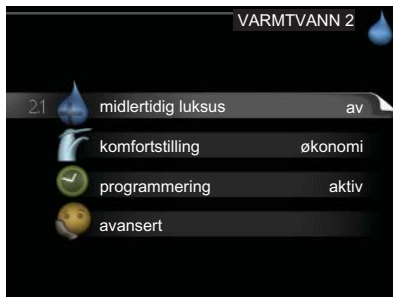 VARMTVANN 2
2.1 midlertidig luksus av
komfortstilling økonomi
programmering aktiv
avansert